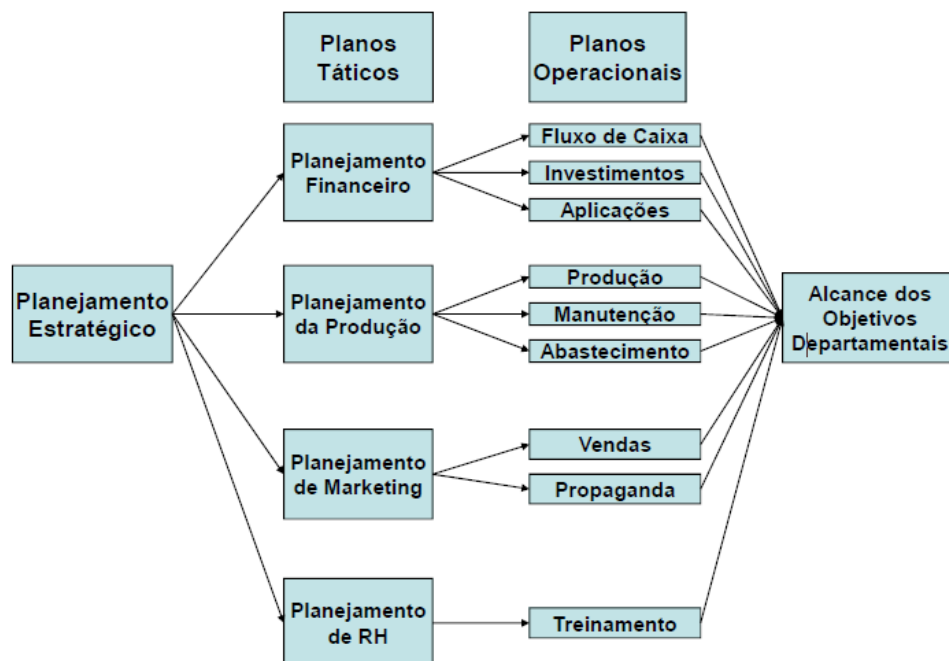 Planos
Táticos
Planos
Operacionais
Planejamento
Financeiro
Fluxo de Caixa
Investimentos
Aplicações
Planejamento
Estratégico
Planejamento
da Produção
Produção
Manutenção
Abastecimento
Alcance dos
Objetivos
Departamentais
Planejamento
de Marketing
Vendas
Propaganda
Planejamento
de RH
Treinamento